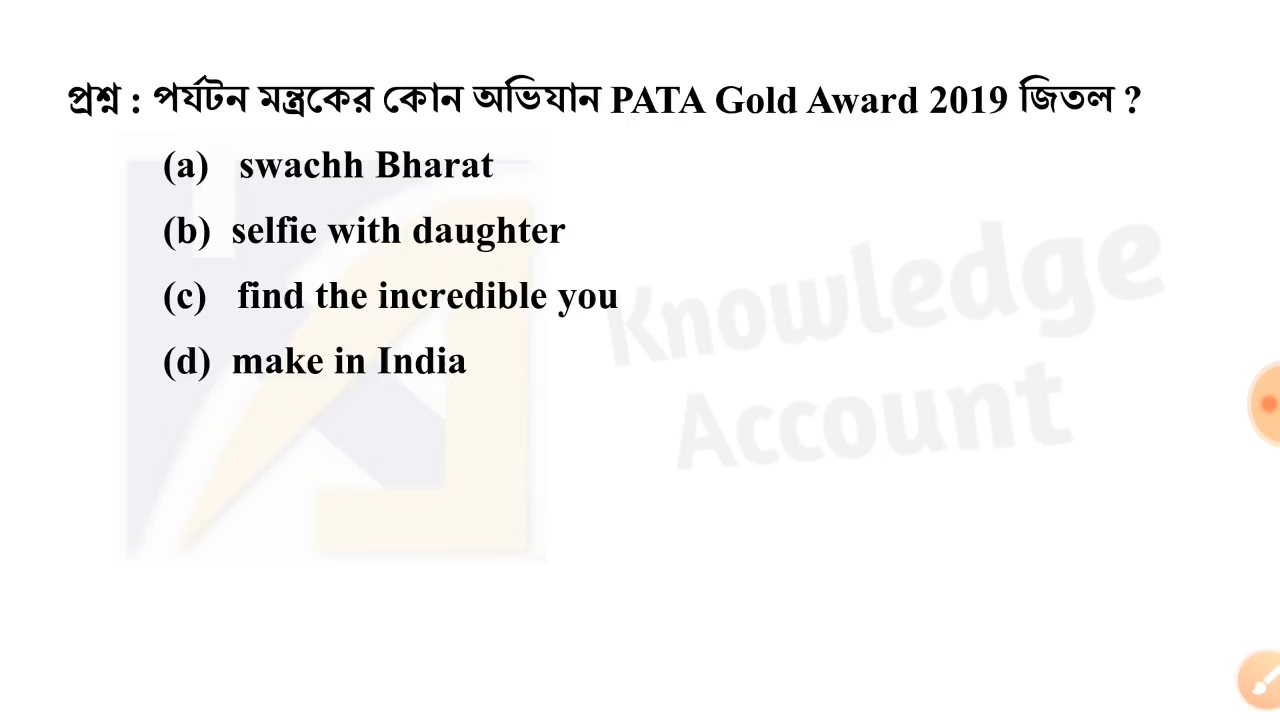 প্রশ্ন : পর্যটন মন্ত্রকের কোন অভিযান PATA Gold Award 2019 জিতল ?
(a) swachh Bharat
(b) selfie with daughter
(c) find the incredible you
(d) make in India
Knowledge
Account